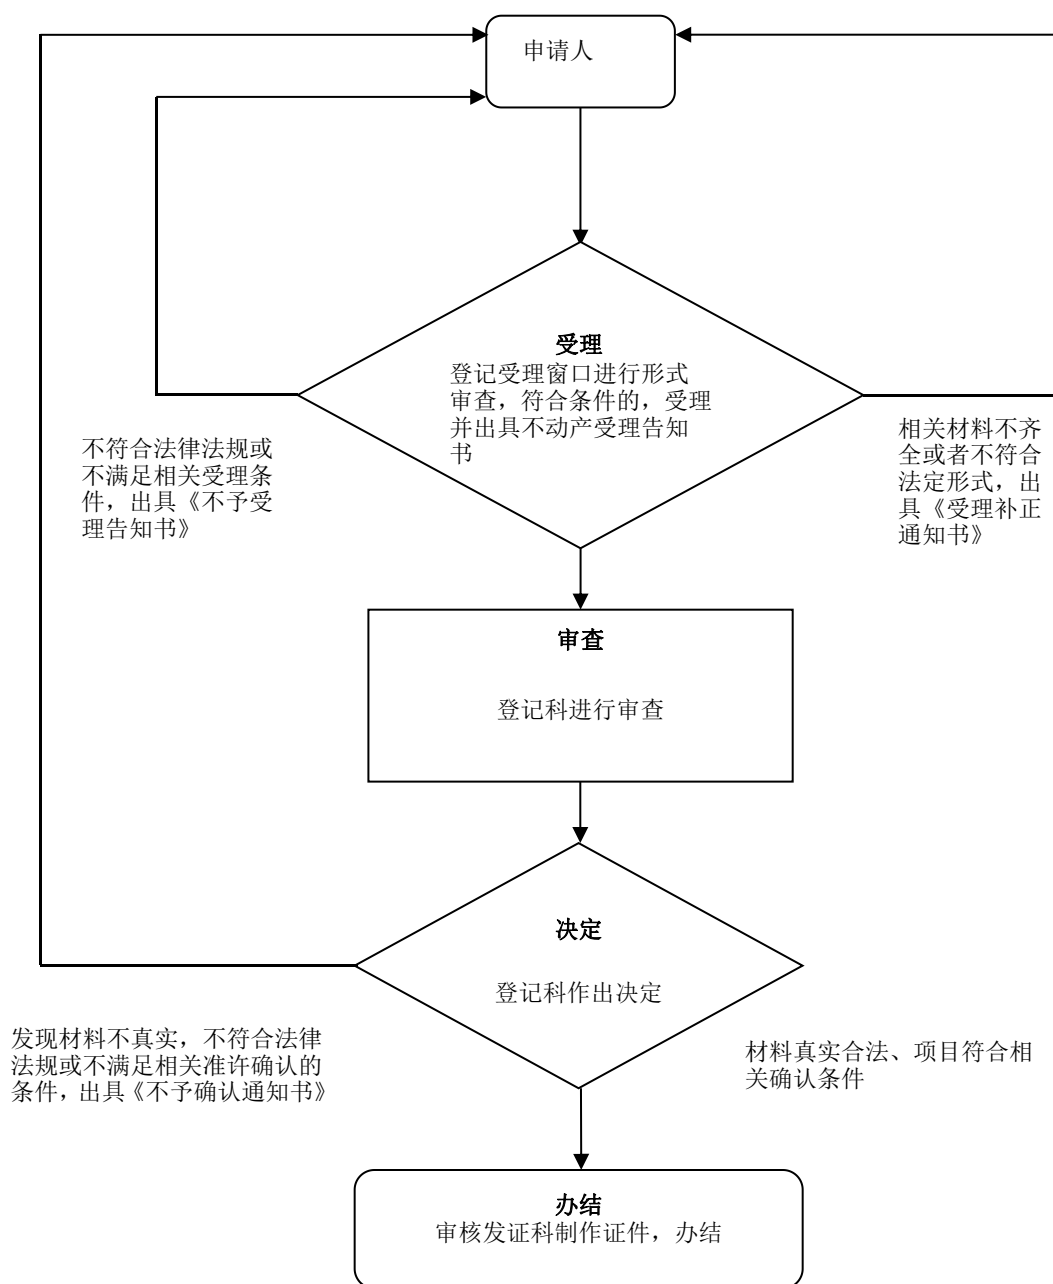 申请人
受理
登记受理窗口进行形式
审查，符合条件的，受理
并出具不动产受理告知
书
不符合法律法规或
不满足相关受理条
件，出具《不予受
理告知书》
相关材料不齐
全或者不符合
法定形式，出
具《受理补正
通知书》
审查
登记科进行审查
决定
登记科作出决定
发现材料不真实，不符合法律
法规或不满足相关准许确认的
条件，出具《不予确认通知书》
材料真实合法、项目符合相
关确认条件
办结
审核发证科制作证件，办结